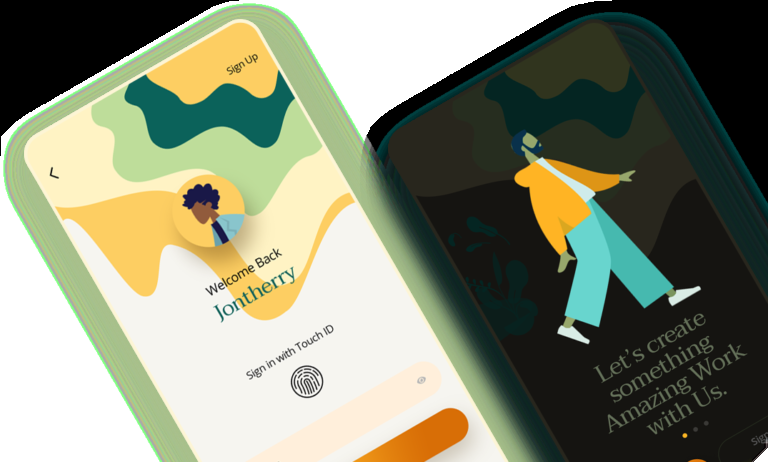 Sign Up
Welcome Back
Jontherry
Sign in with Touch ID
Let's create
something
Amazing Work
with Us.